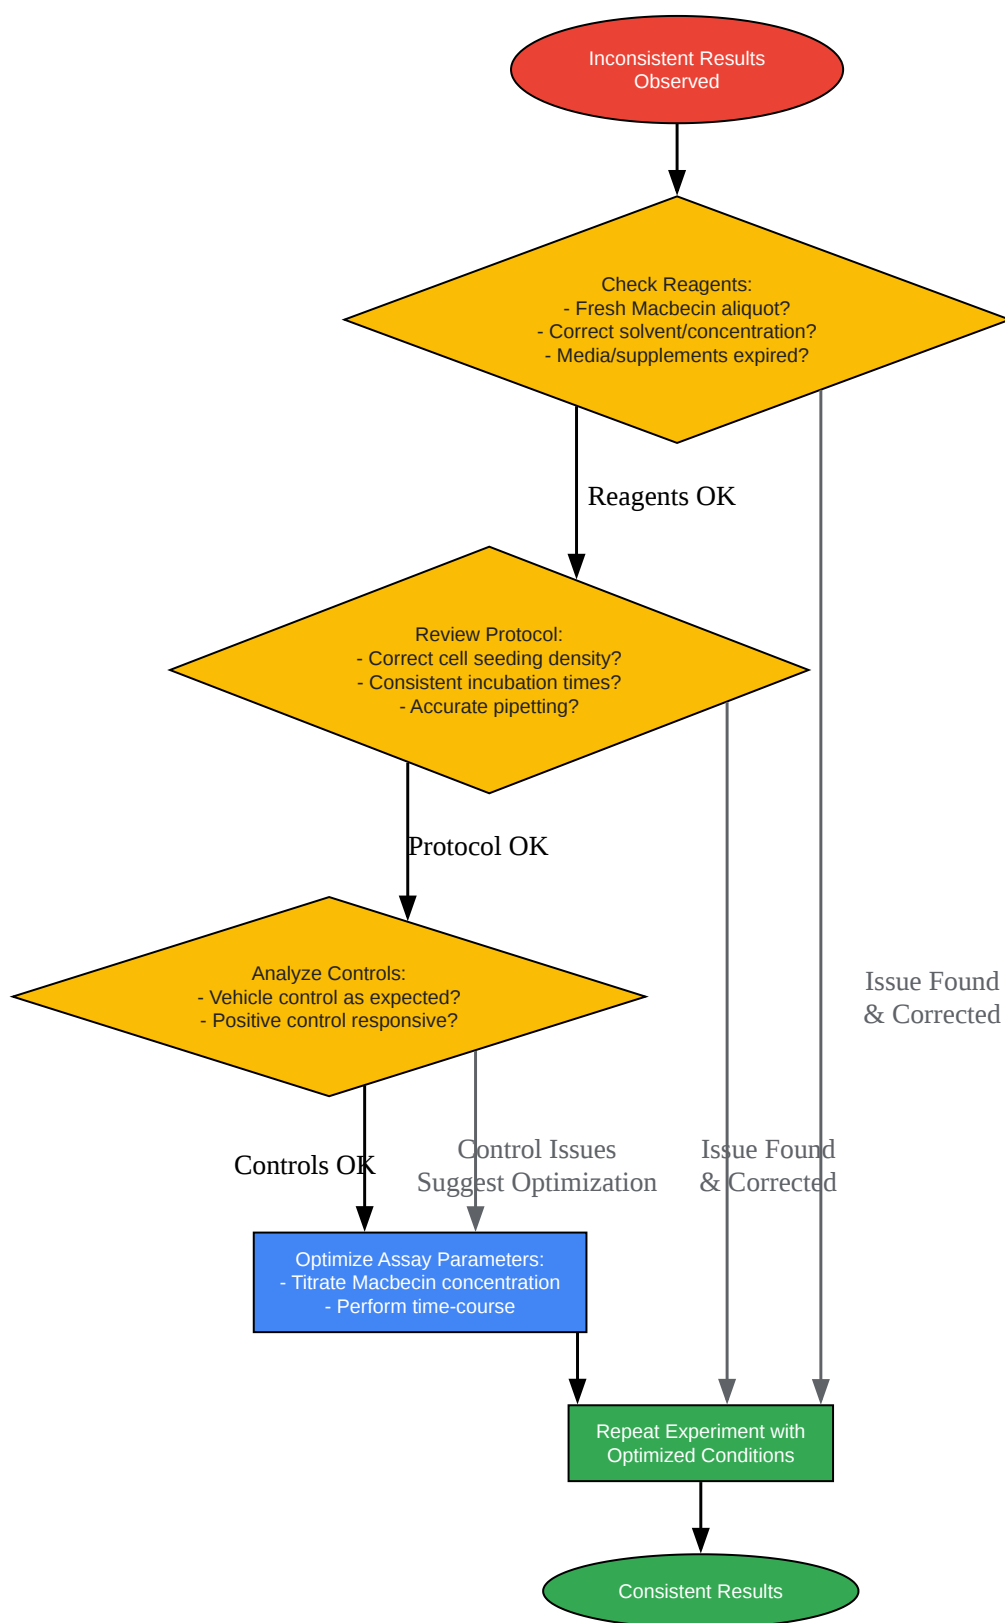 Inconsistent Results
Observed
Check Reagents:
- Fresh Macbecin aliquot?
- Correct solvent/concentration?
- Media/supplements expired?
Reagents OK
Review Protocol:
- Correct cell seeding density?
- Consistent incubation times?
- Accurate pipetting?
Protocol OK
Analyze Controls:
- Vehicle control as expected?
- Positive control responsive?
Issue Found
& Corrected
Controls OK
Control Issues
Suggest Optimization
Issue Found
& Corrected
Optimize Assay Parameters:
- Titrate Macbecin concentration
- Perform time-course
Repeat Experiment with
Optimized Conditions
Consistent Results